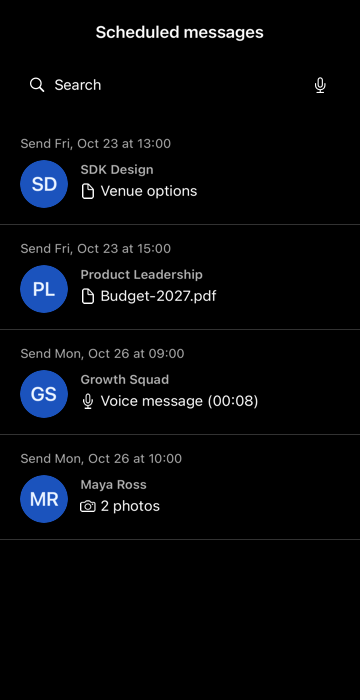 Scheduled messages
Search
Send Fri, Oct 23 at 13:00
SD
SDK Design
Venue options
Send Fri, Oct 23 at 15:00
PL
Product Leadership
Budget-2027.pdf
Send Mon, Oct 26 at 09:00
GS
Growth Squad
Voice message (00:08)
Send Mon, Oct 26 at 10:00
MR
Maya Ross
2 photos